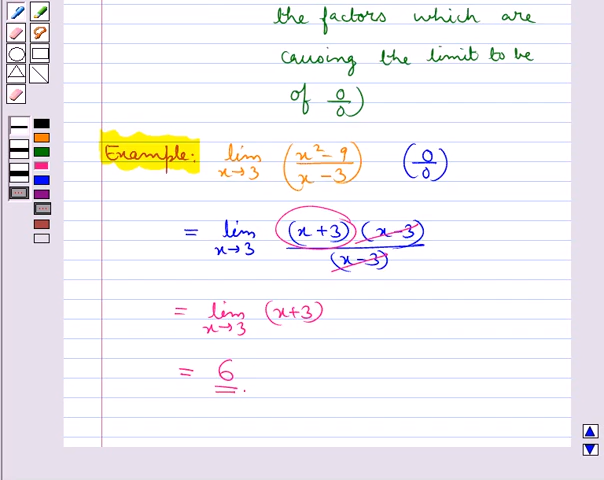 the factors which are
causing the limit to be
of 0/0)
Example: lim x→3 (x² - 9 / x - 3) (0/0)
= lim x→3 (x + 3) (x - 3) / (x - 3)
= lim x→3 (x+3)
= 6.